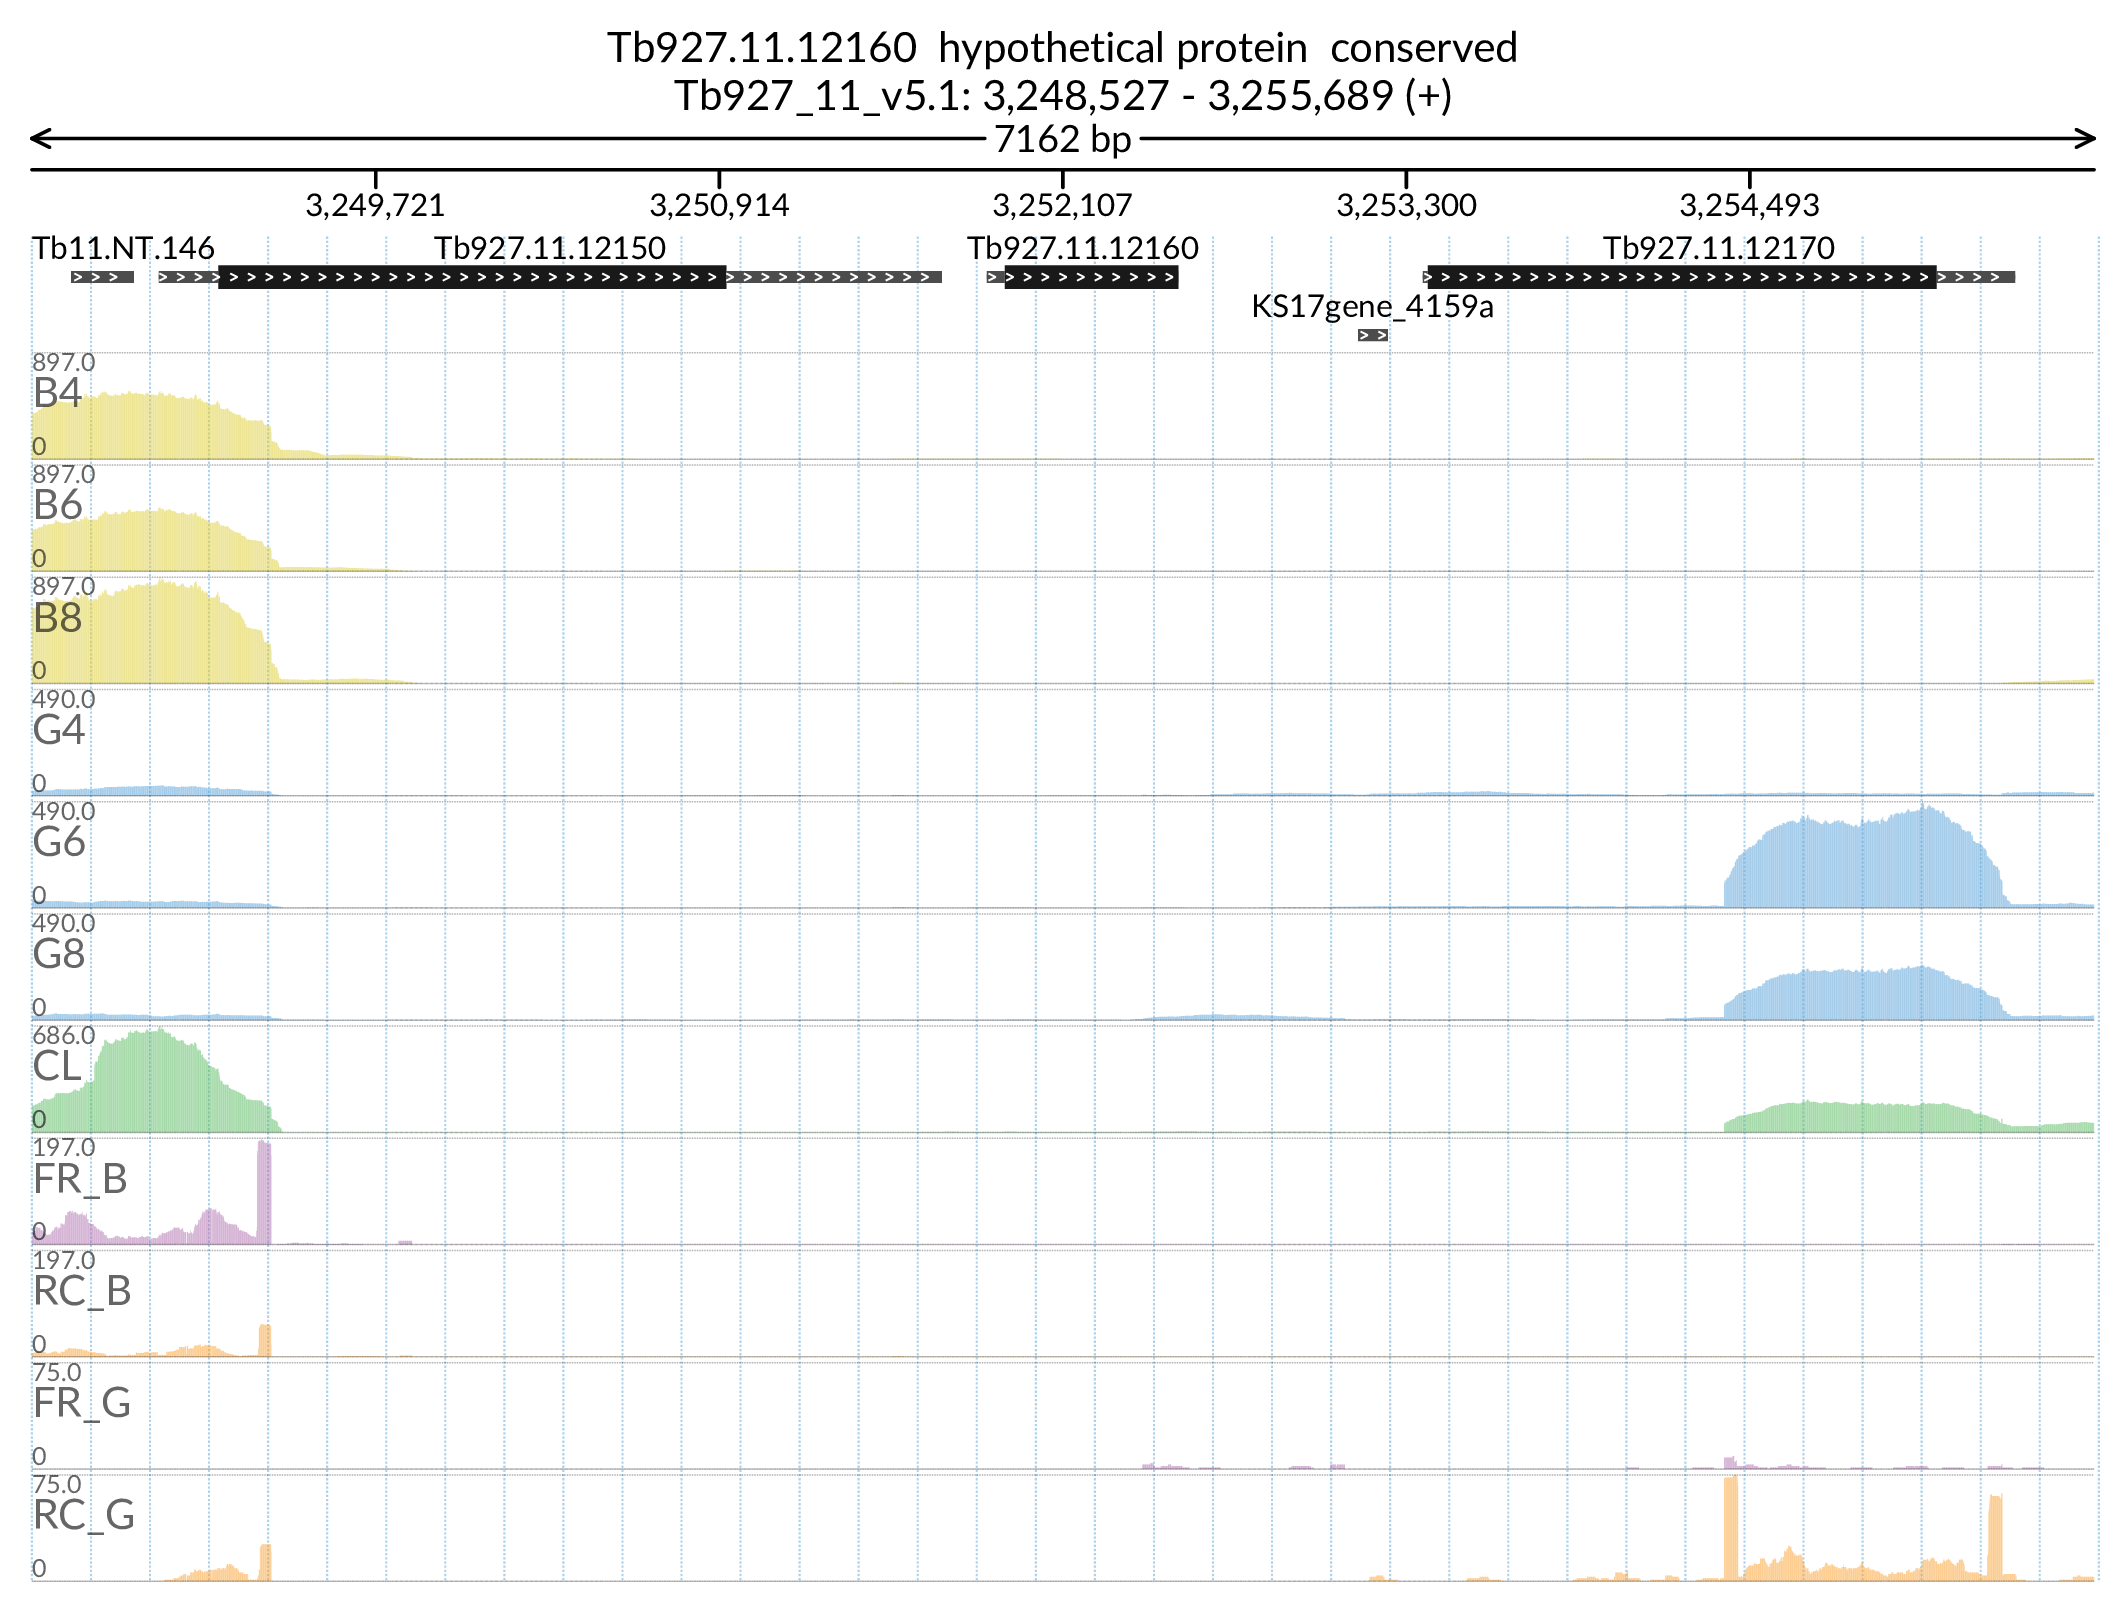 Tb927.11.12160  hypothetical protein  conserved
Tb927_11_v5.1: 3,248,527 - 3,255,689 (+)
7162 bp
3,249,721 3,250,914 3,252,107 3,253,300 3,254,493
Tb11.NT.146 Tb927.11.12150 Tb927.11.12160 Tb927.11.12170
KS17gene_4159a
897.0
B4
0
897.0
B6
0
897.0
B8
0
490.0
G4
0
490.0
G6
0
490.0
G8
0
686.0
CL
0
197.0
FR_B
0
197.0
RC_B
0
75.0
FR_G
0
75.0
RC_G
0